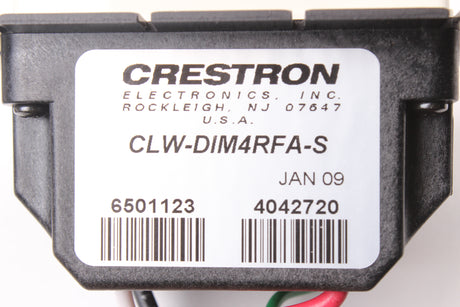 CRESTRON
ELECTRONICS, INC.
ROCKLEIGH, NJ 07647
U.S.A.
CLW-DIM4RFA-S
JAN 09
6501123 4042720